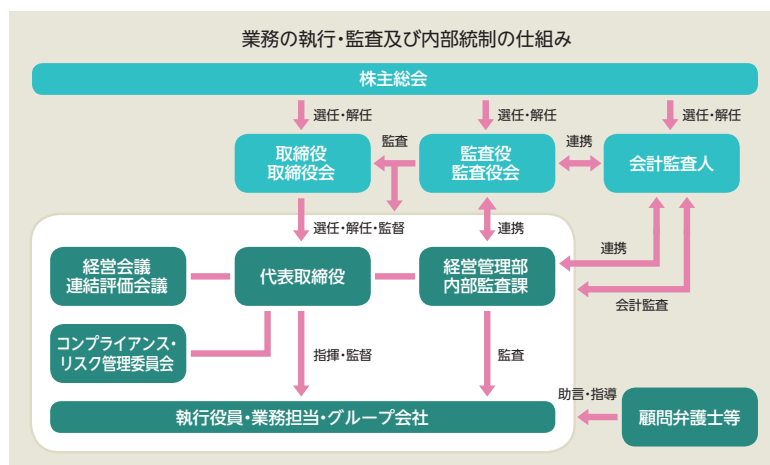 業務の執行・監査及び内部統制の仕組み
株主総会
選任・解任
選任・解任
選任・解任
取締役
取締役会
監査
監査役
監査役会
連携
会計監査人
選任・解任・監督
連携
連携
経営会議
連結評価会議
代表取締役
経営管理部
内部監査課
会計監査
コンプライアンス・
リスク管理委員会
指揮・監督
監査
助言・指導
執行役員・業務担当・グループ会社
顧問弁護士等